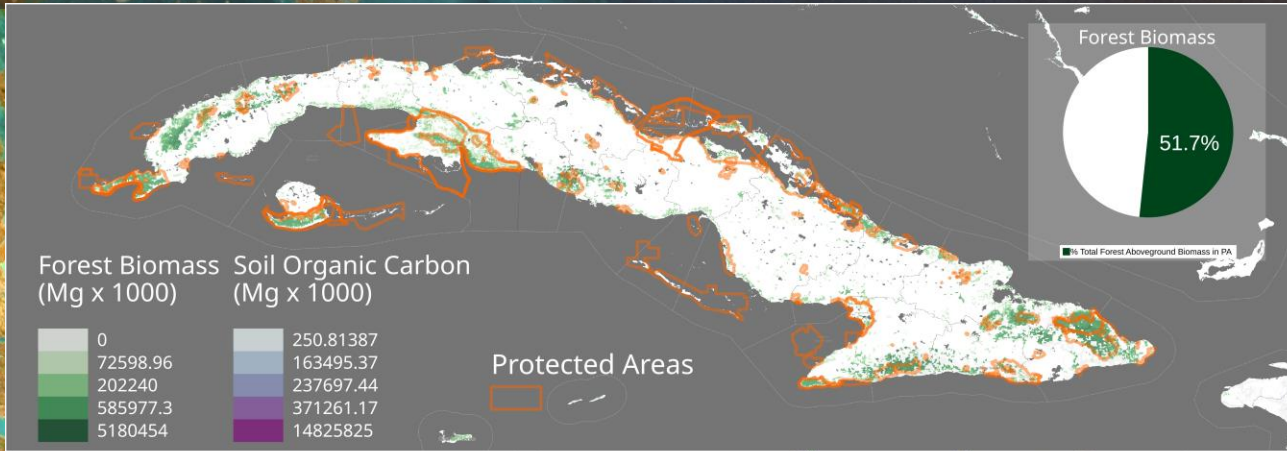 Forest Biomass
51.7%
% Total Forest Aboveground Biomass in PA
Forest Biomass
(Mg x 1000)
0
72598.96
202240
585977.3
5180454
Soil Organic Carbon
(Mg x 1000)
250.81387
163495.37
237697.44
371261.17
14825825
Protected Areas